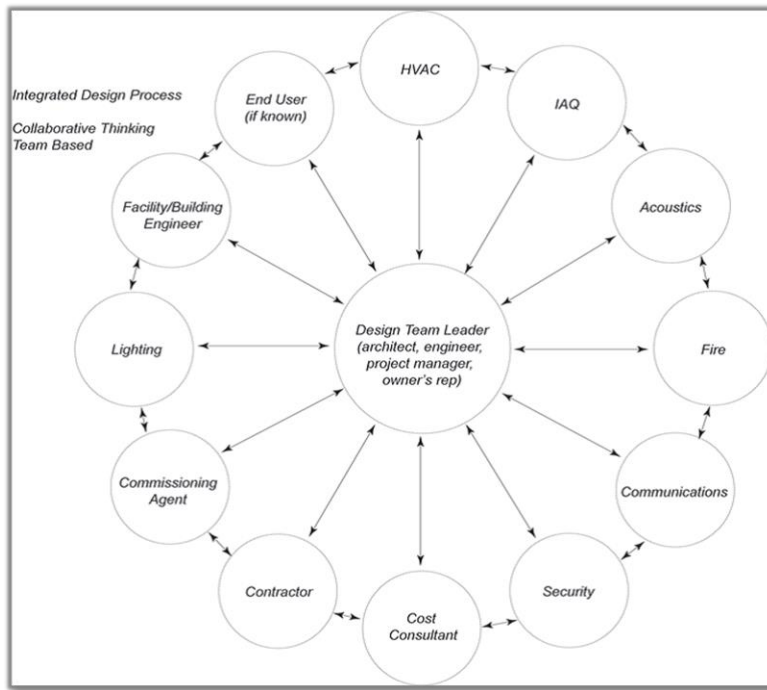 Integrated Design Process
Collaborative Thinking
Team Based
HVAC
IAQ
Acoustics
Fire
Communications
Security
Cost
Consultant
Contractor
Commissioning
Agent
Lighting
Facility/Building
Engineer
End User
(if known)
Design Team Leader
(architect, engineer,
project manager,
owner's rep)